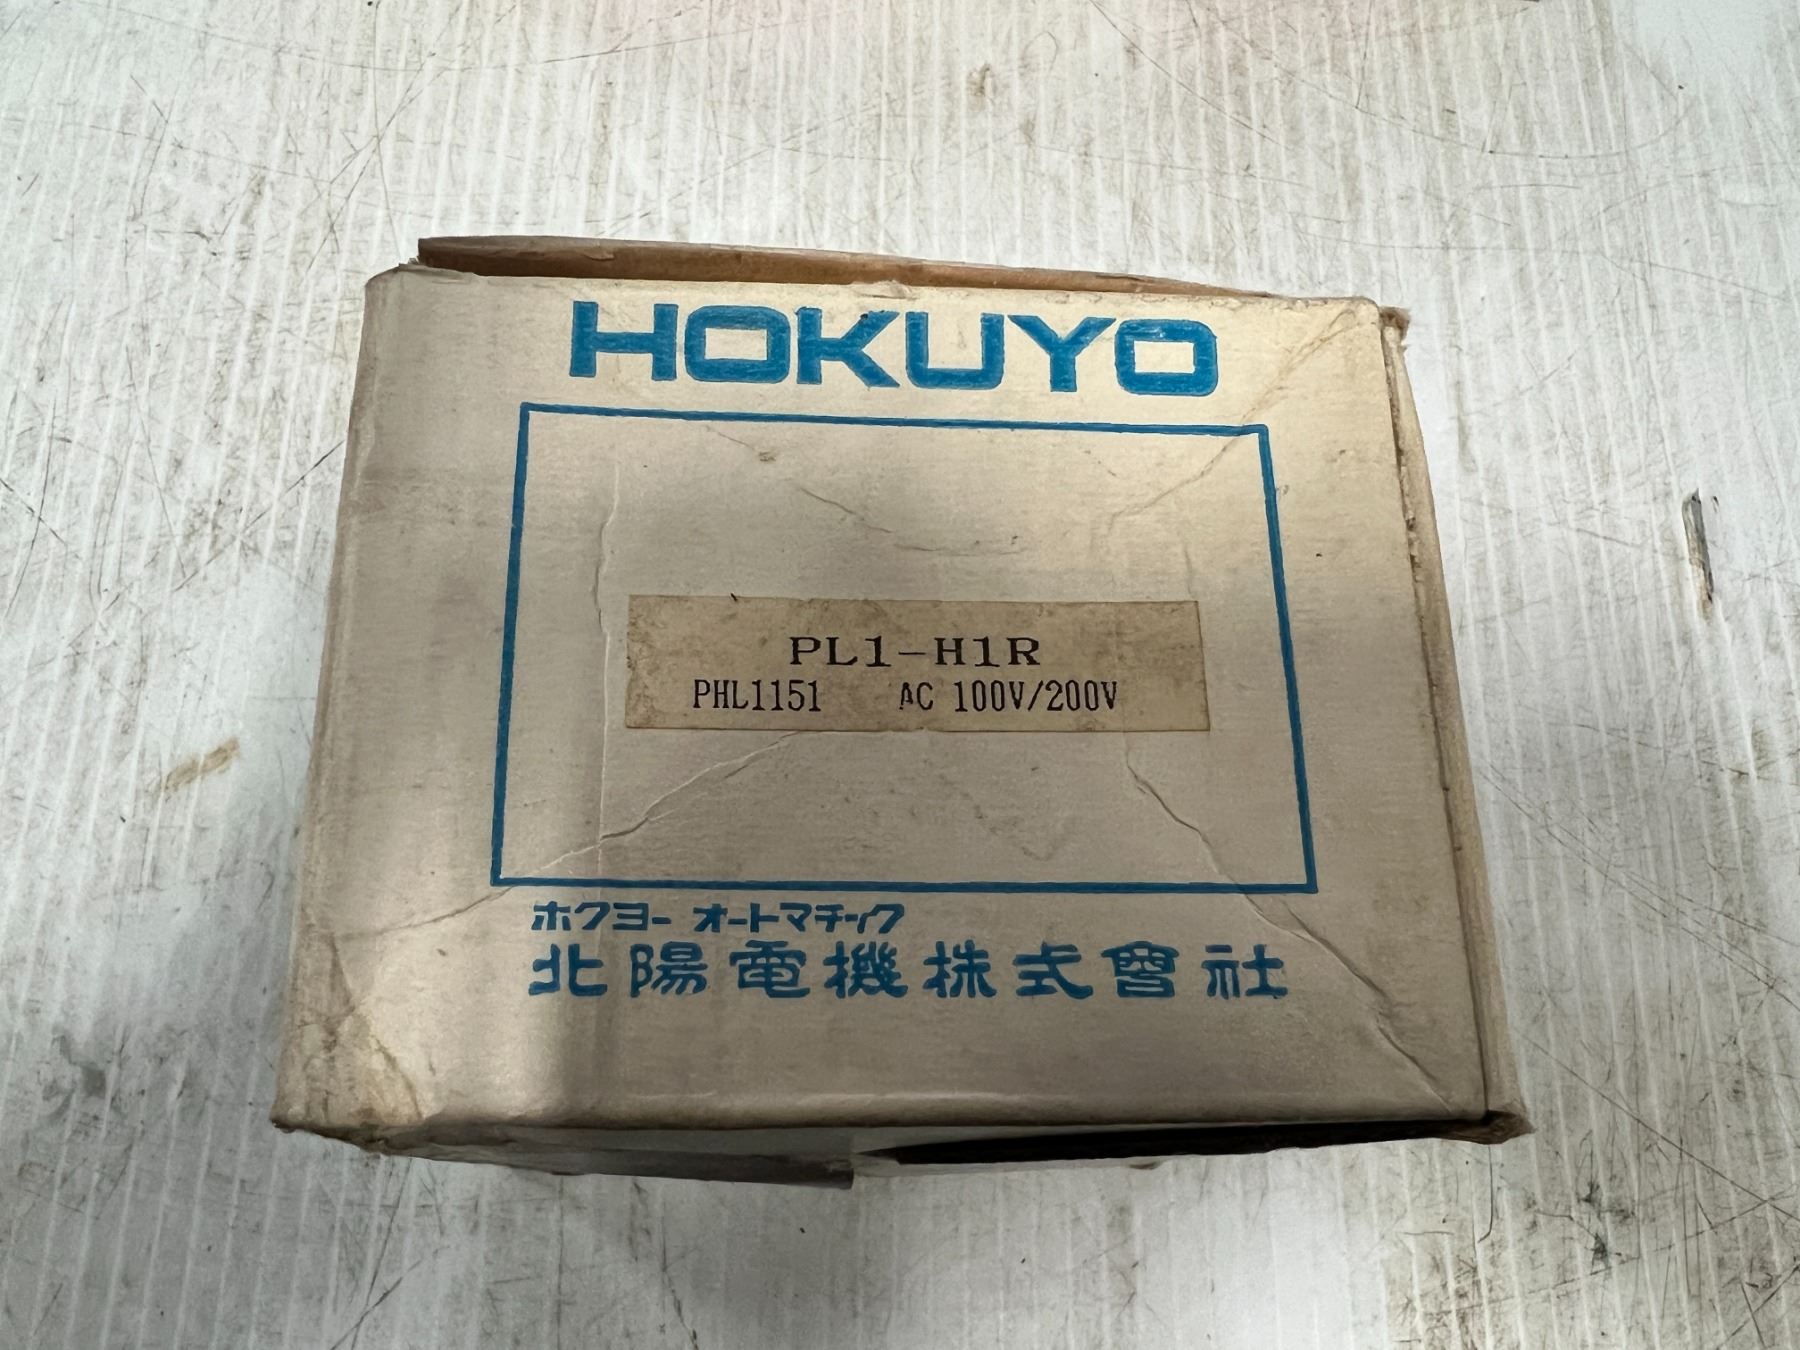 HOKUYO
PL1-H1R
PHL1151 AC 100V/200V
ホクヨー オートマチック
北陽電機株式會社